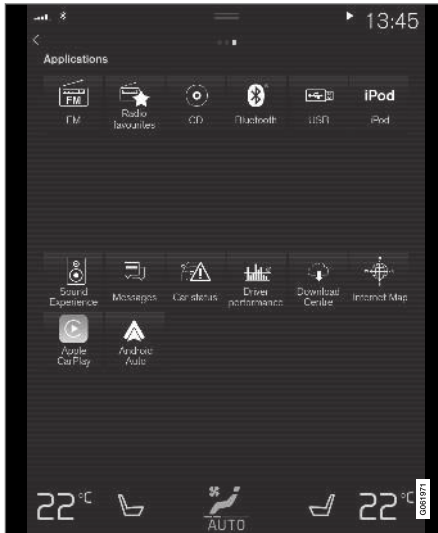 13:45
Applications
FM
iPod
FM
Radio
favourites
CD
Bluetooth
USB
iPod
Sound
Experience
Messages
Car status
Driver
performance
Download
Centre
Internet Map
Apple
CarPlay
Android
Auto
22°C
22°C
AUTO
G061971